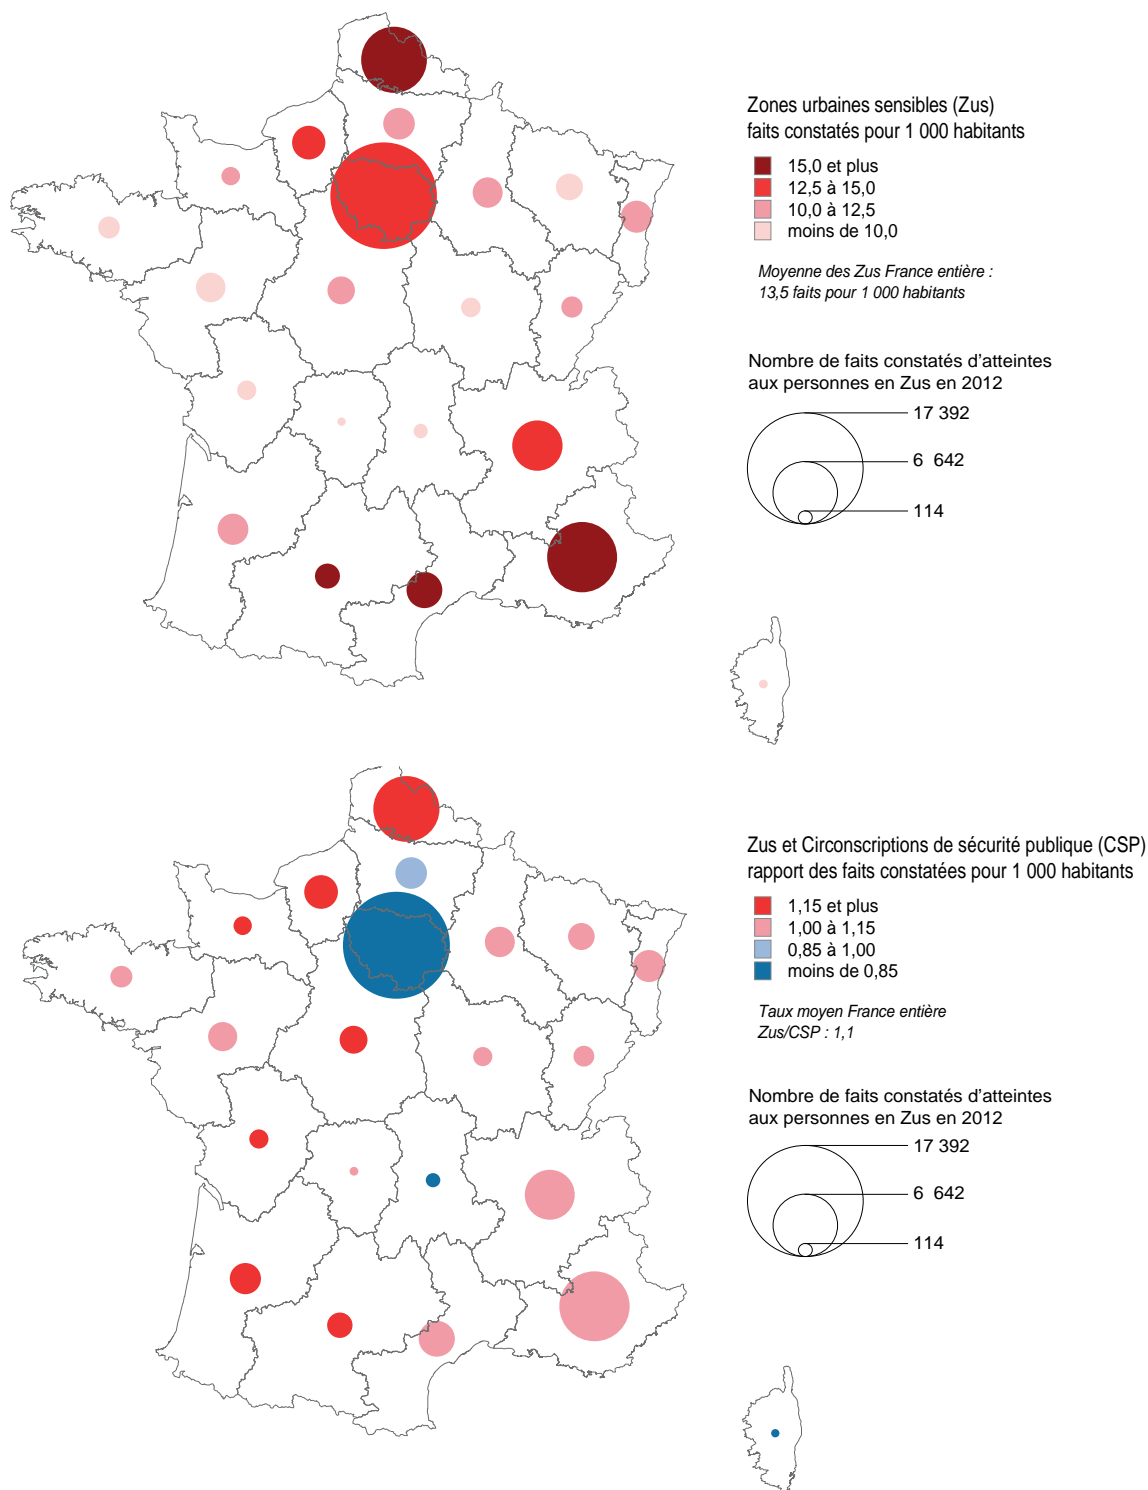 Zones urbaines sensibles (Zus)
faits constatés pour 1 000 habitants
15,0 et plus
12,5 à 15,0
10,0 à 12,5
moins de 10,0
Moyenne des Zus France entière :
13,5 faits pour 1 000 habitants
Nombre de faits constatés d'atteintes
aux personnes en Zus en 2012
17 392
6 642
114
Zus et Circonscriptions de sécurité publique (CSP)
rapport des faits constatées pour 1 000 habitants
1,15 et plus
1,00 à 1,15
0,85 à 1,00
moins de 0,85
Taux moyen France entière
Zus/CSP : 1,1
Nombre de faits constatés d'atteintes
aux personnes en Zus en 2012
17 392
6 642
114